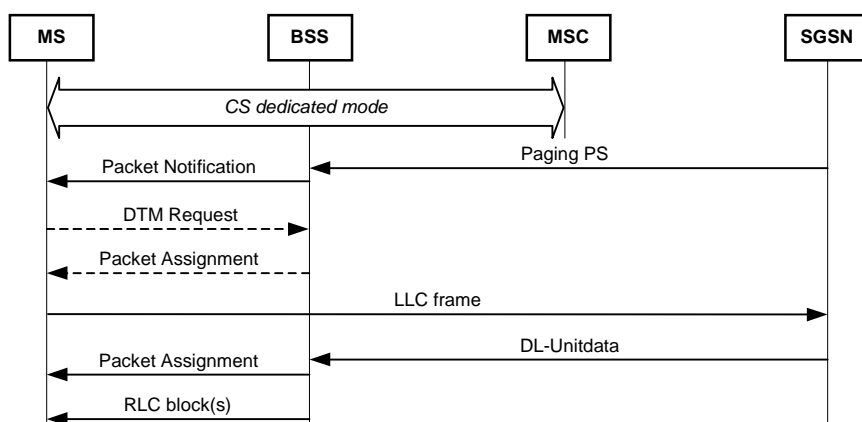 MS
BSS
MSC
SGSN
CS dedicated mode
Paging PS
Packet Notification
DTM Request
Packet Assignment
LLC frame
DL-Unitdata
Packet Assignment
RLC block(s)